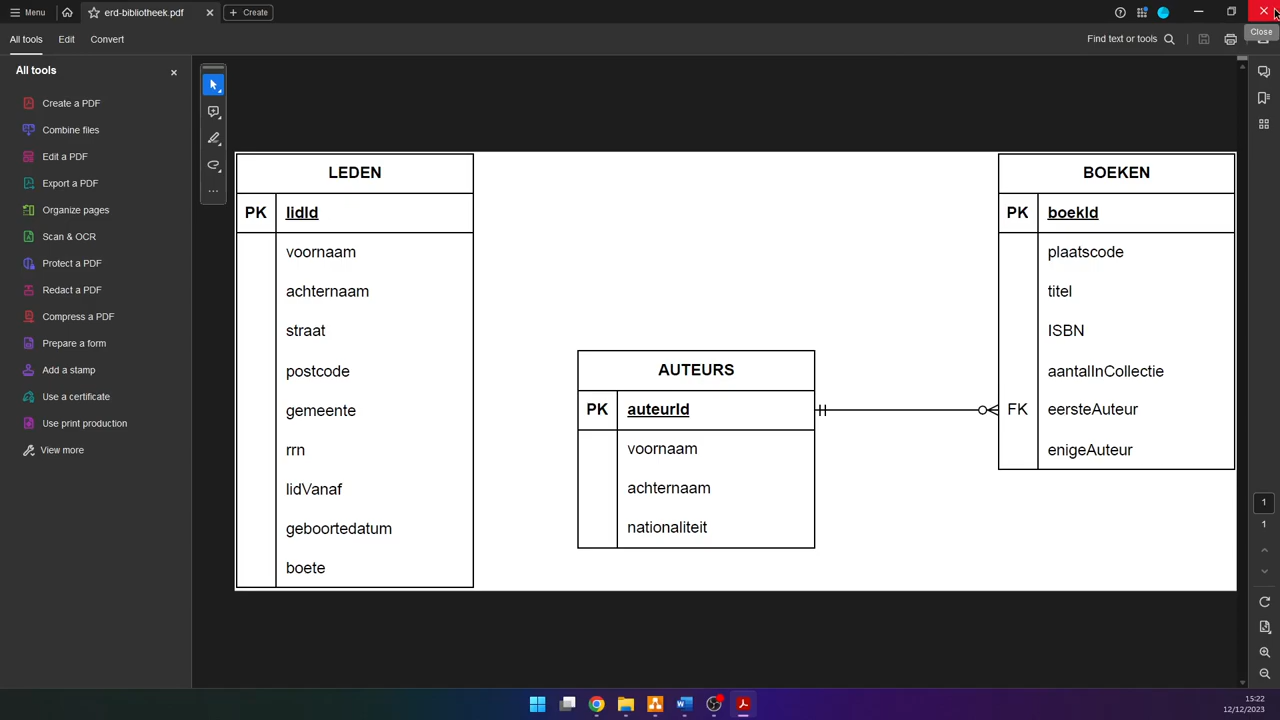 Menu
erd-bibliotheek.pdf
Create
Close
All tools
Edit
Convert
Find text or tools
All tools
Create a PDF
Combine files
Edit a PDF
Export a PDF
Organize pages
Scan & OCR
Protect a PDF
Redact a PDF
Compress a PDF
Prepare a form
Add a stamp
Use a certificate
Use print production
View more
LEDEN
PK lidId
voornaam
achternaam
straat
postcode
gemeente
rrn
lidVanaf
geboortedatum
boete
AUTEURS
PK auteurId
voornaam
achternaam
nationaliteit
BOEKEN
PK boekId
plaatscode
titel
ISBN
aantalInCollectie
FK eersteAuteur
enigeAuteur
1
1
15:22
12/12/2023